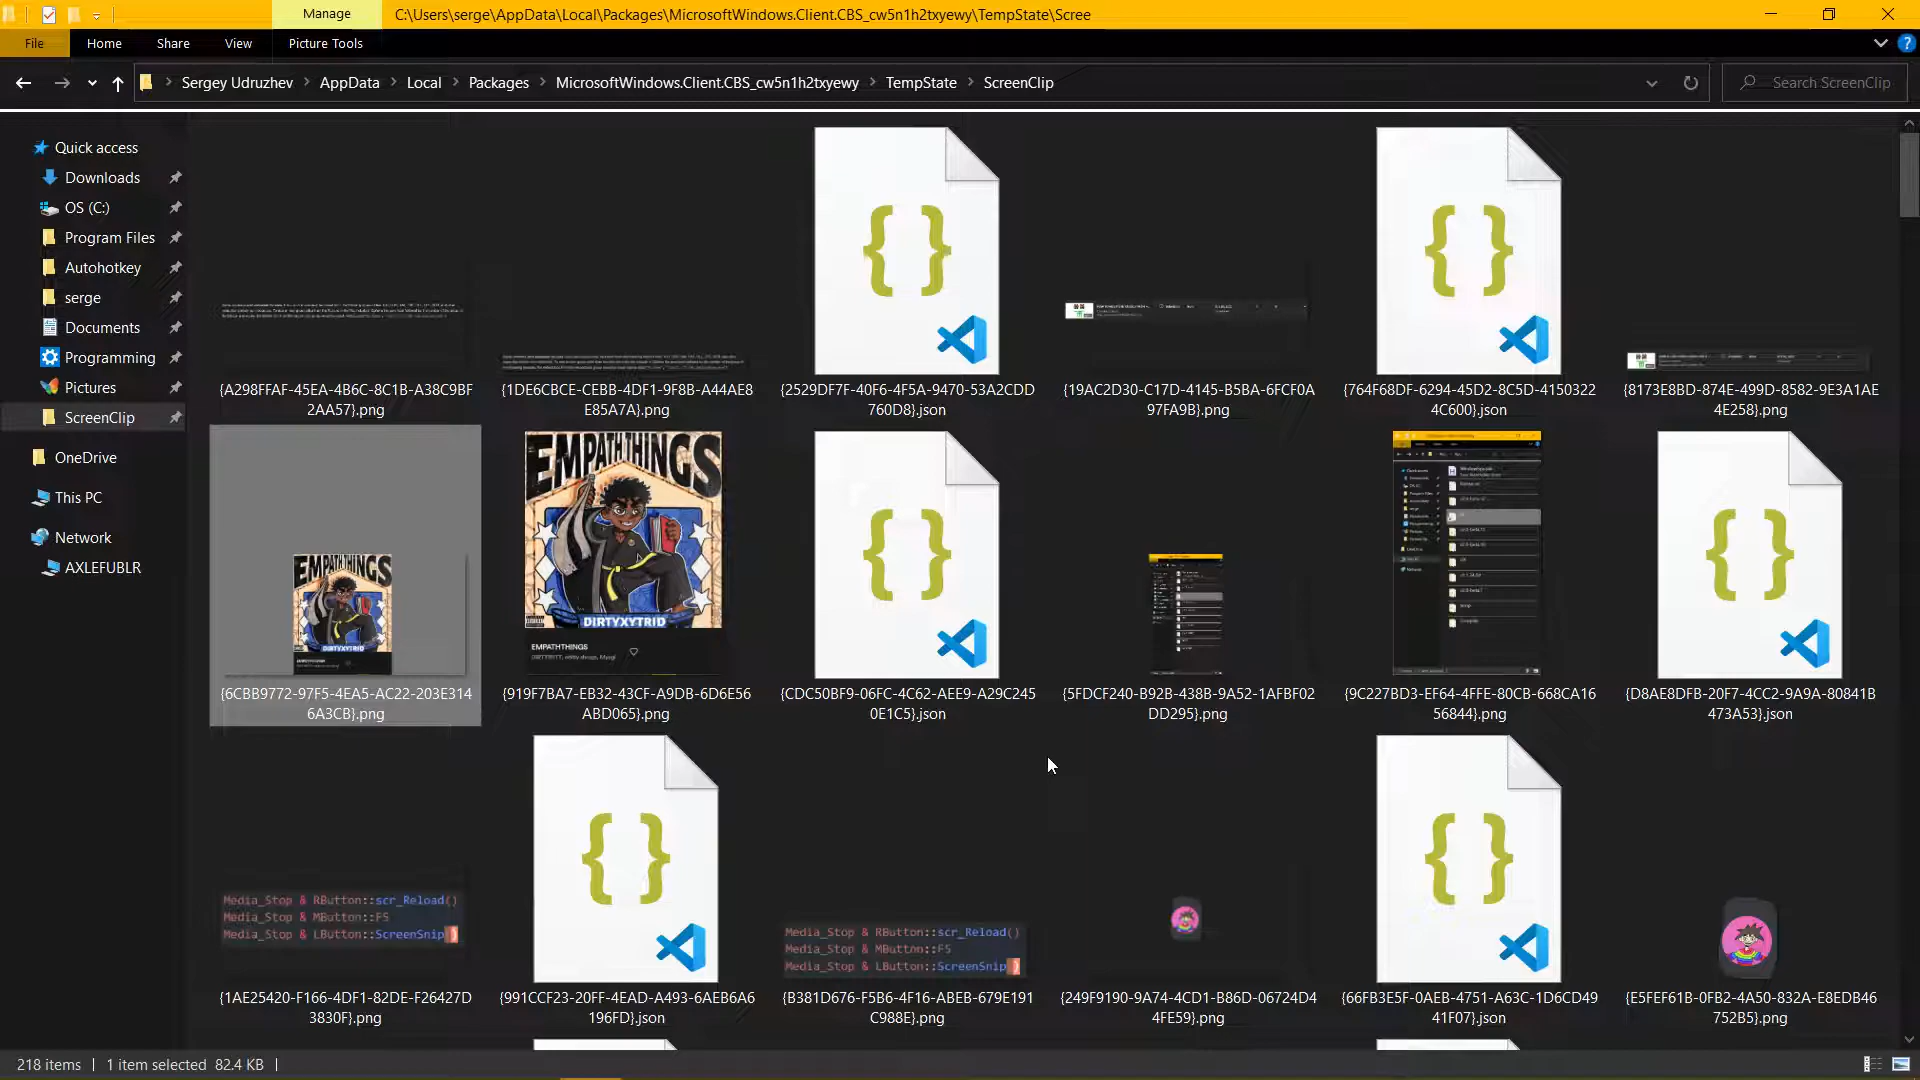 Manage
C:\Users\serge\AppData\Local\Packages\MicrosoftWindows.Client.CBS_cw5n1h2txyewy\TempState\Scree
File
Home
Share
View
Picture Tools
Sergey Udruzhev
AppData
Local
Packages
MicrosoftWindows.Client.CBS_cw5n1h2txyewy
TempState
ScreenClip
Search ScreenClip
Quick access
Downloads
OS (C:)
Program Files
Autohotkey
serge
Documents
Programming
Pictures
ScreenClip
OneDrive
This PC
Network
AXLEFUBLR
{A298FFAF-45EA-4B6C-8C1B-A38C9BF
2AA57}.png
{1DE6CBCE-CEBB-4DF1-9F8B-A44AE8
E85A7A}.png
{2529DF7F-40F6-4F5A-9470-53A2CDD
760D8}.json
{19AC2D30-C17D-4145-B5BA-6FCF0A
97FA9B}.png
{764F68DF-6294-45D2-8C5D-4150322
4C600}.json
{8173E8BD-874E-499D-8582-9E3A1AE
4E258}.png
EMPATHTHINGS
DIRTYXYTRID
{6CBB9772-97F5-4EA5-AC22-203E314
6A3CB}.png
EMPATHTHINGS
DIRTYXYTRID
EMPATHTHINGS
{919F7BA7-EB32-43CF-A9DB-6D6E56
ABD065}.png
{CDC50BF9-06FC-4C62-AEE9-A29C245
0E1C5}.json
{5FDCF240-B92B-438B-9A52-1AFBF02
DD295}.png
{9C227BD3-EF64-4FFE-80CB-668CA16
56844}.png
{D8AE8DFB-20F7-4CC2-9A9A-80841B
473A53}.json
Media_Stop & RButton::scr_Reload()
Media_Stop & MButton::F5
Media_Stop & LButton::ScreenSnip()
{1AE25420-F166-4DF1-82DE-F26427D
3830F}.png
{991CCF23-20FF-4EAD-A493-6AEB6A6
196FD}.json
Media_Stop & RButton::scr_Reload()
Media_Stop & MButton::F5
Media_Stop & LButton::ScreenSnip()
{B381D676-F5B6-4F16-ABEB-679E191
C988E}.png
{249F9190-9A74-4CD1-B86D-06724D4
4FE59}.png
{66FB3E5F-0AEB-4751-A63C-1D6CD49
41F07}.json
{E5FEF61B-0FB2-4A50-832A-E8EDB46
752B5}.png
218 items
1 item selected 82.4 KB